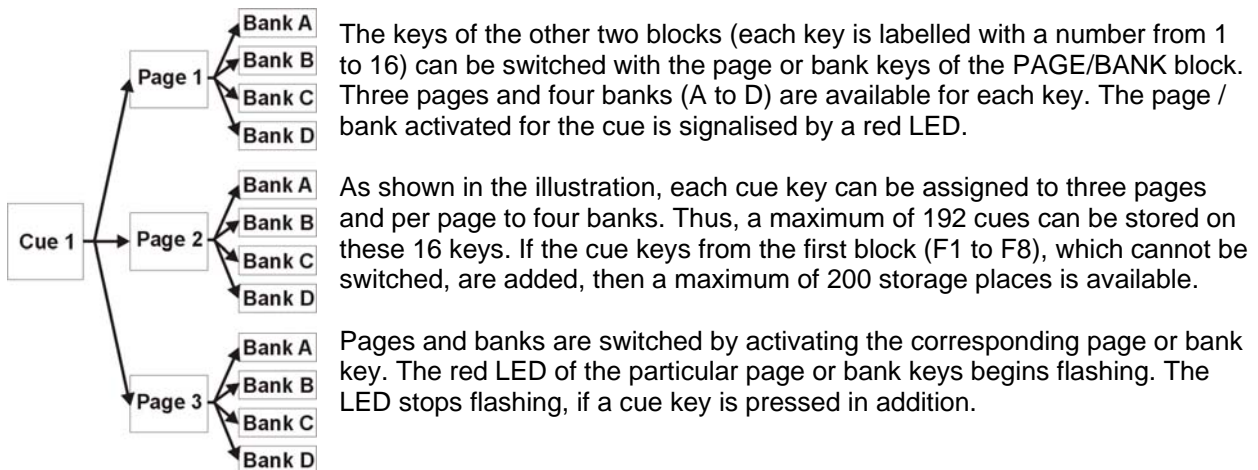 Cue 1
Page 1
Bank A
Bank B
Bank C
Bank D
Page 2
Bank A
Bank B
Bank C
Bank D
Page 3
Bank A
Bank B
Bank C
Bank D
The keys of the other two blocks (each key is labelled with a number from 1
to 16) can be switched with the page or bank keys of the PAGE/BANK block.
Three pages and four banks (A to D) are available for each key. The page /
bank activated for the cue is signalised by a red LED.
As shown in the illustration, each cue key can be assigned to three pages
and per page to four banks. Thus, a maximum of 192 cues can be stored on
these 16 keys. If the cue keys from the first block (F1 to F8), which cannot be
switched, are added, then a maximum of 200 storage places is available.
Pages and banks are switched by activating the corresponding page or bank
key. The red LED of the particular page or bank keys begins flashing. The
LED stops flashing, if a cue key is pressed in addition.